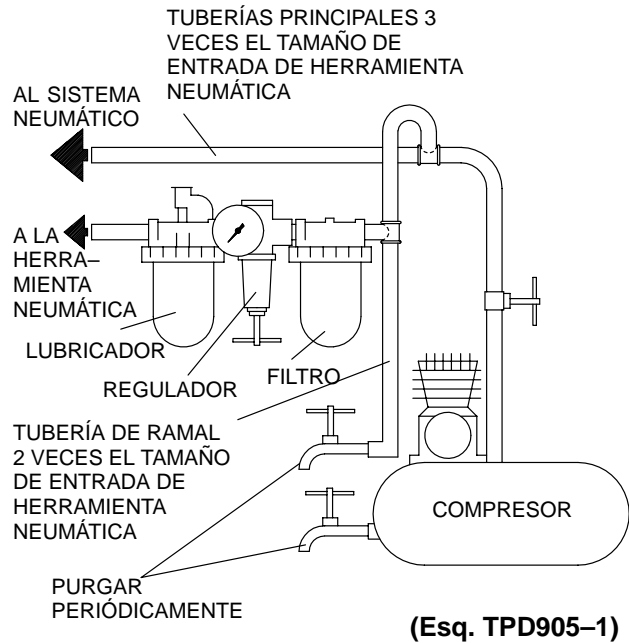 TUBERÍAS PRINCIPALES 3
VECES EL TAMAÑO DE
ENTRADA DE HERRAMIENTA
NEUMÁTICA
AL SISTEMA
NEUMÁTICO
A LA
HERRA–
MIENTA
NEUMÁTICA
LUBRICADOR
REGULADOR
FILTRO
TUBERÍA DE RAMAL
2 VECES EL TAMAÑO
DE ENTRADA DE
HERRAMIENTA
NEUMÁTICA
COMPRESOR
PURGAR
PERIÓDICAMENTE
(Esq. TPD905–1)